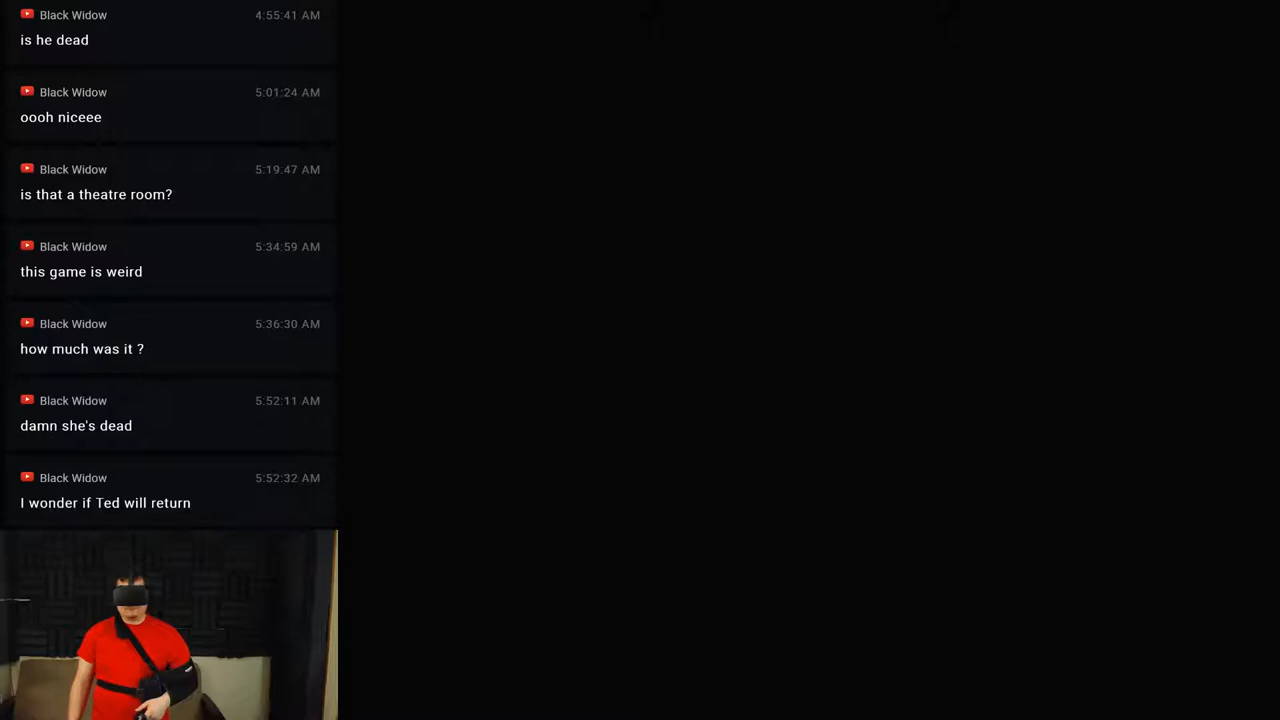 Black Widow 4:55:41 AM
is he dead
Black Widow 5:01:24 AM
oooh niceee
Black Widow 5:19:47 AM
is that a theatre room?
Black Widow 5:34:59 AM
this game is weird
Black Widow 5:36:30 AM
how much was it ?
Black Widow 5:52:11 AM
damn she's dead
Black Widow 5:52:32 AM
I wonder if Ted will return